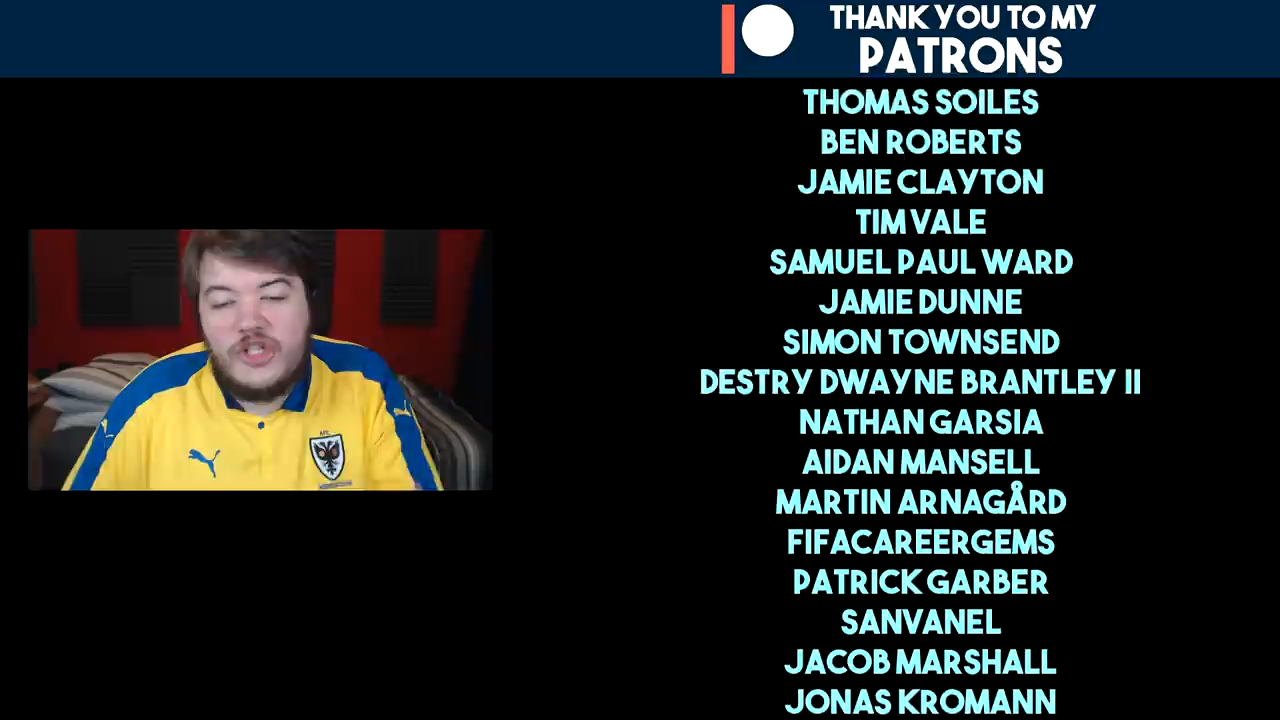 THANK YOU TO MY
PATRONS
THOMAS SOILES
BEN ROBERTS
JAMIE CLAYTON
TIM VALE
SAMUEL PAUL WARD
JAMIE DUNNE
SIMON TOWNSEND
DESTRY DWAYNE BRANTLEY II
NATHAN GARSIA
AIDAN MANSELL
MARTIN ARNAGÅRD
FIFACAREERGEMS
PATRICK GARBER
SANVANEL
JACOB MARSHALL
JONAS KROMANN
AFC